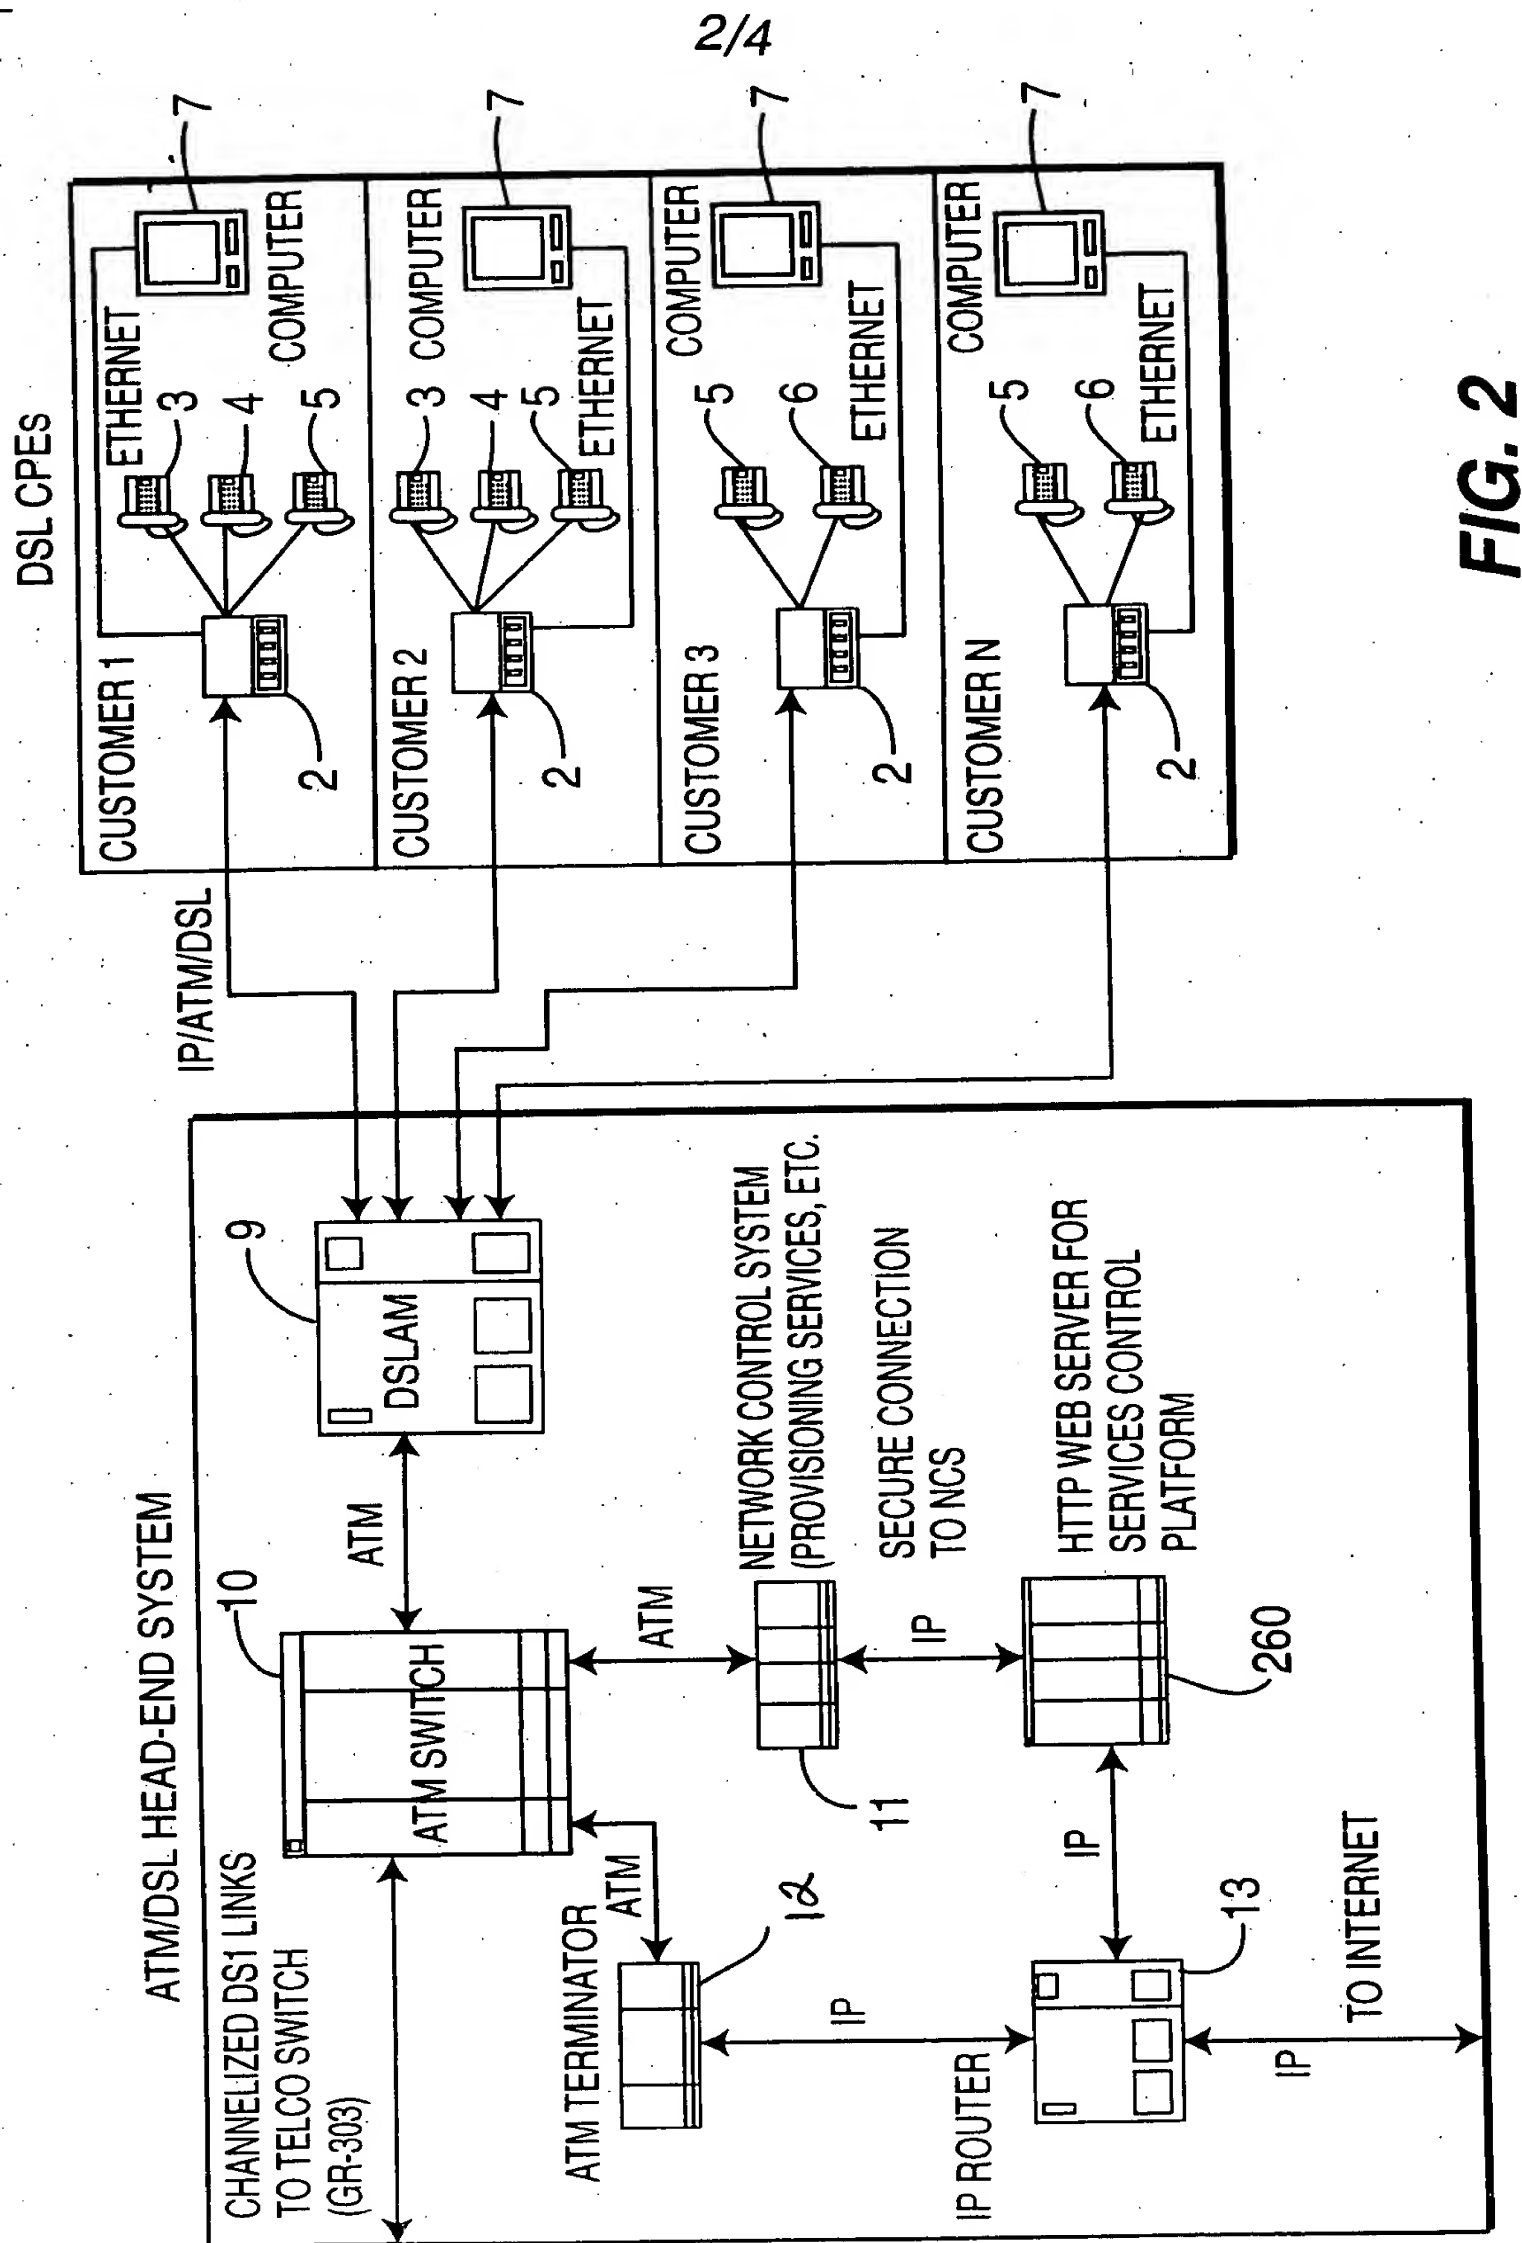 2/4
DSL CPEs
CUSTOMER 1
ETHERNET
COMPUTER
7
3
4
5
2
CUSTOMER 2
COMPUTER
ETHERNET
7
3
4
5
2
CUSTOMER 3
COMPUTER
ETHERNET
7
5
6
2
CUSTOMER N
COMPUTER
ETHERNET
7
5
6
2
IP/ATM/DSL
ATM/DSL HEAD-END SYSTEM
CHANNELIZED DS1 LINKS
TO TELCO SWITCH
(GR-303)
10
ATM SWITCH
ATM
9
DSLAM
ATM
ATM
ATM TERMINATOR
12
11
NETWORK CONTROL SYSTEM
(PROVISIONING SERVICES, ETC.
SECURE CONNECTION
TO NCS
IP
HTTP WEB SERVER FOR
SERVICES CONTROL
PLATFORM
260
IP
IP
IP ROUTER
13
IP
TO INTERNET
FIG. 2